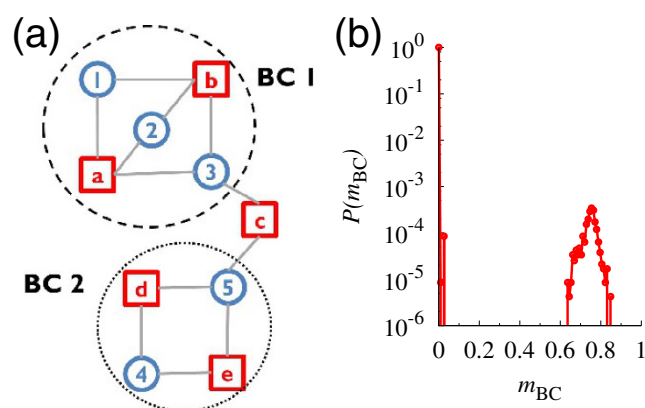 (a)
1
b
BC 1
2
a
3
c
BC 2
d
5
4
e
(b)
P(m_BC)
10^0
10^-1
10^-2
10^-3
10^-4
10^-5
10^-6
0 0.2 0.4 0.6 0.8 1
m_BC